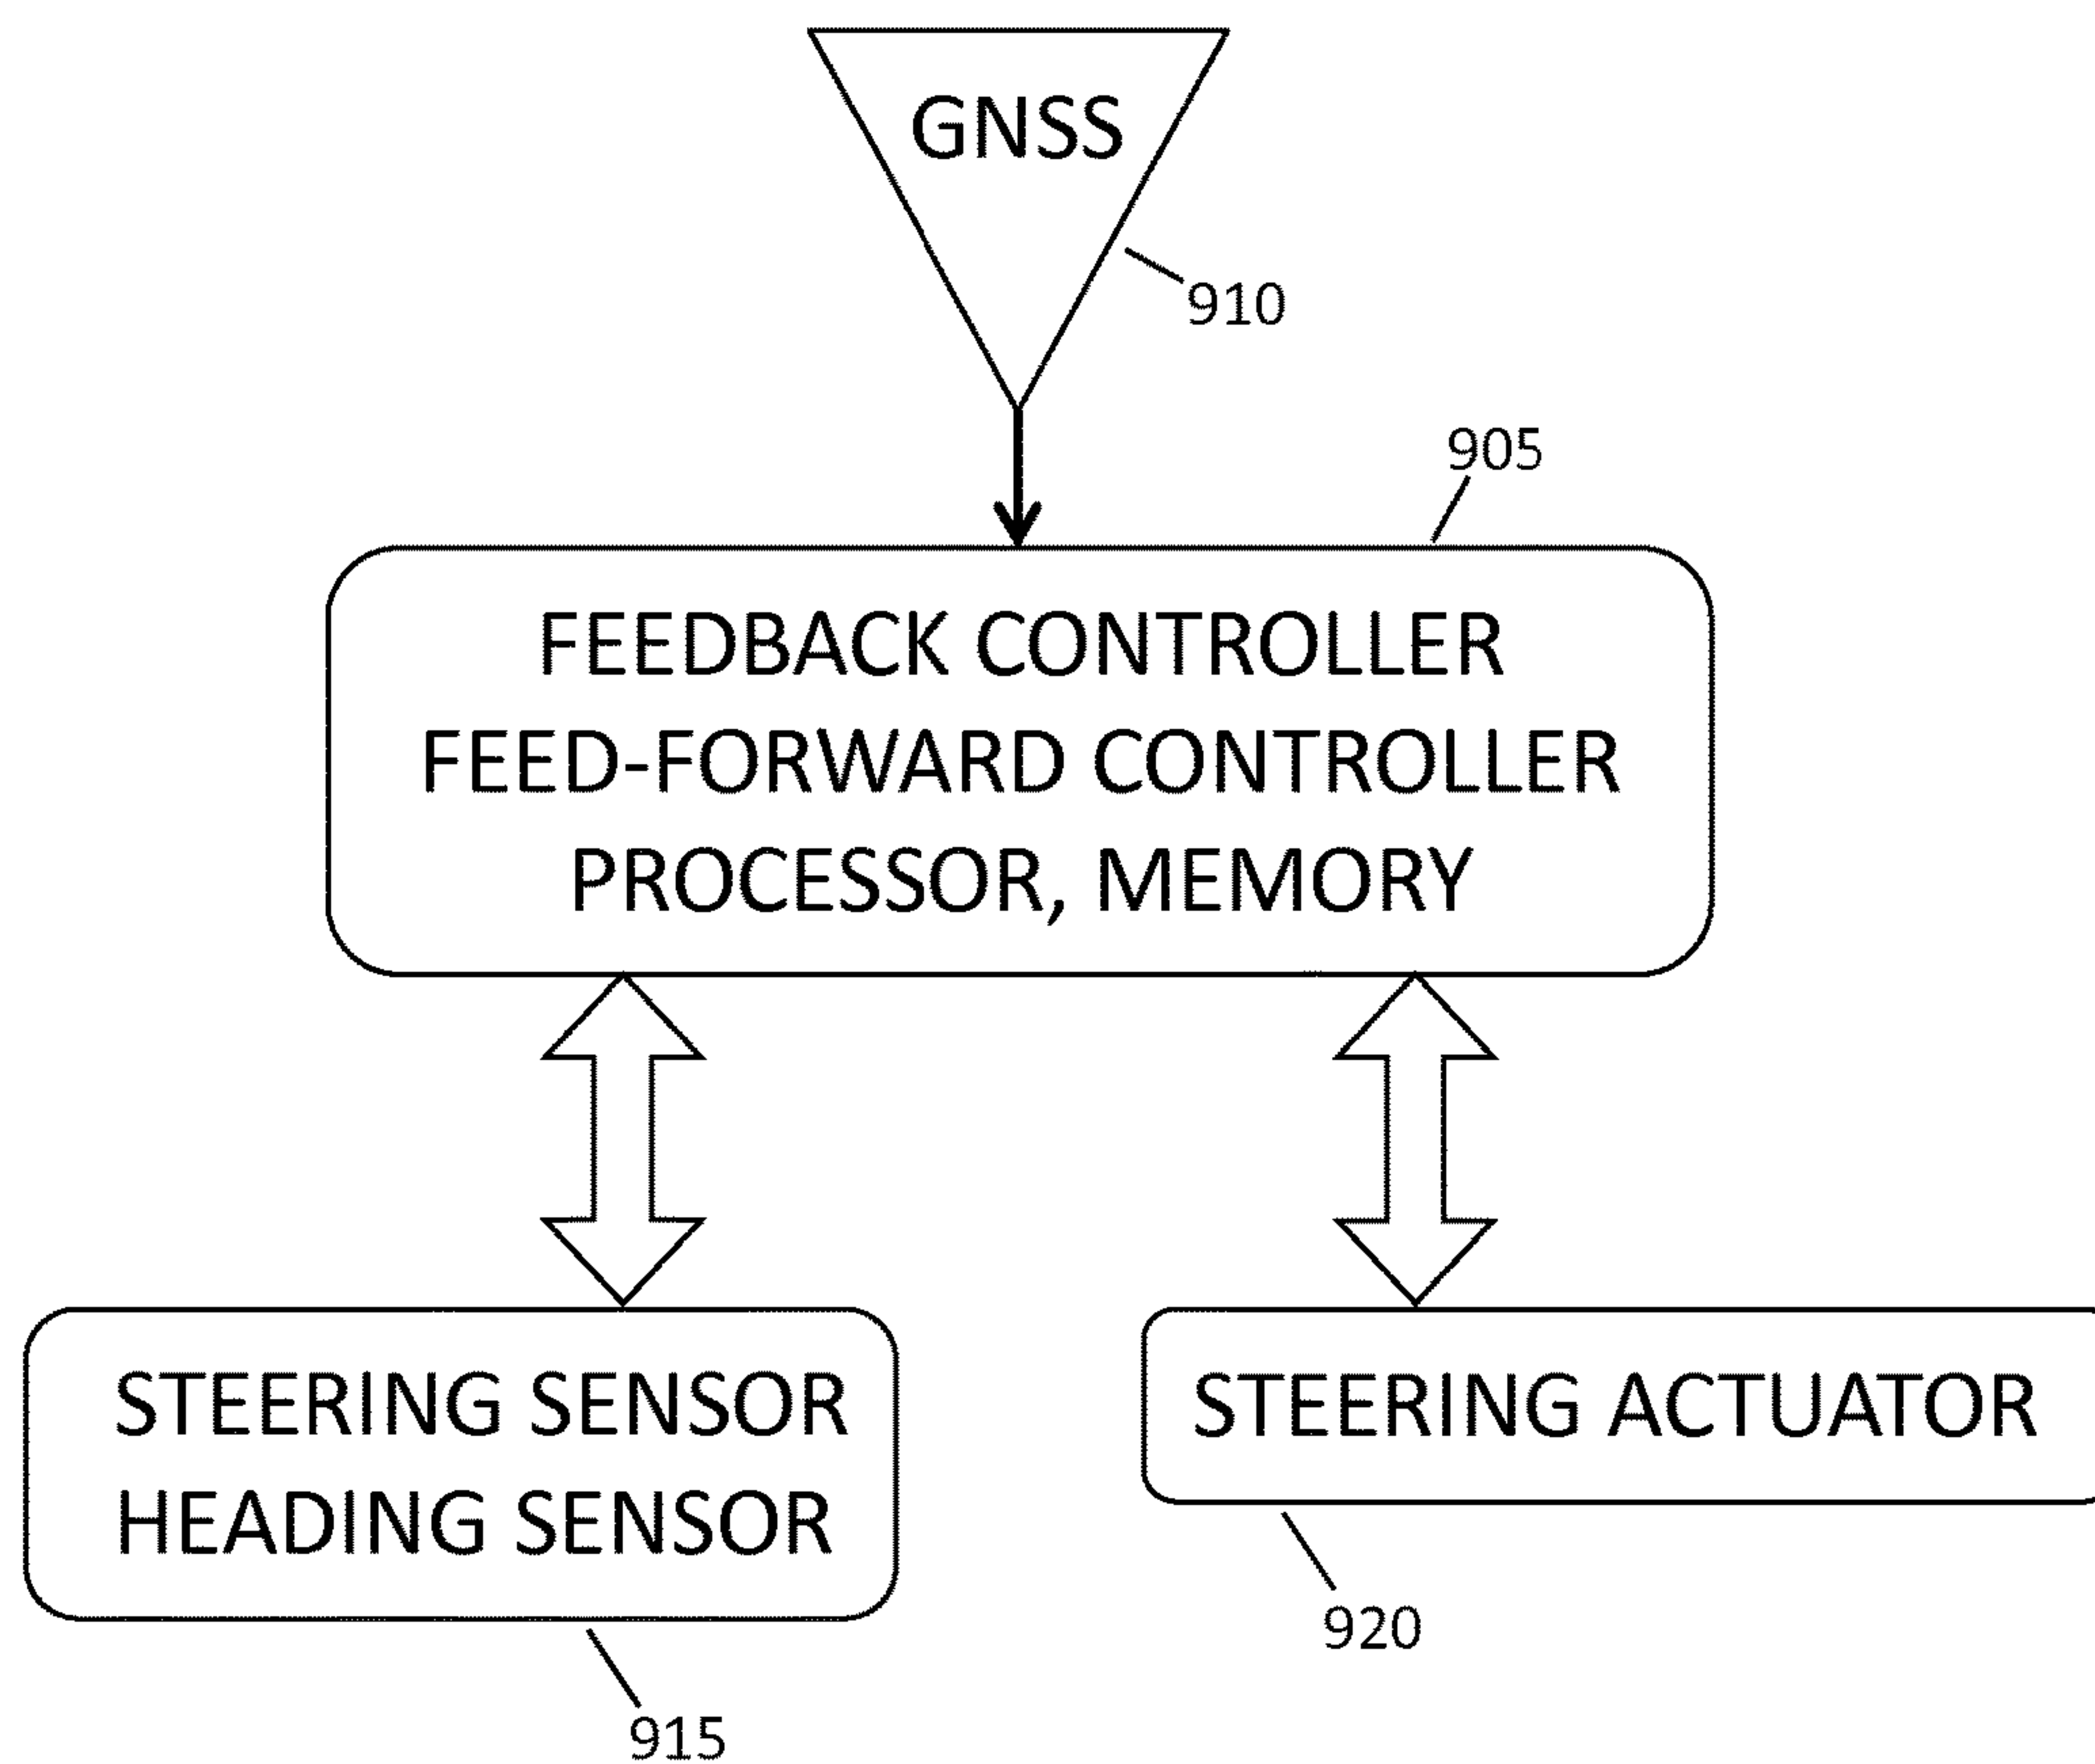 GNSS
910
905
FEEDBACK CONTROLLER
FEED-FORWARD CONTROLLER
PROCESSOR, MEMORY
STEERING SENSOR
HEADING SENSOR
STEERING ACTUATOR
920
915